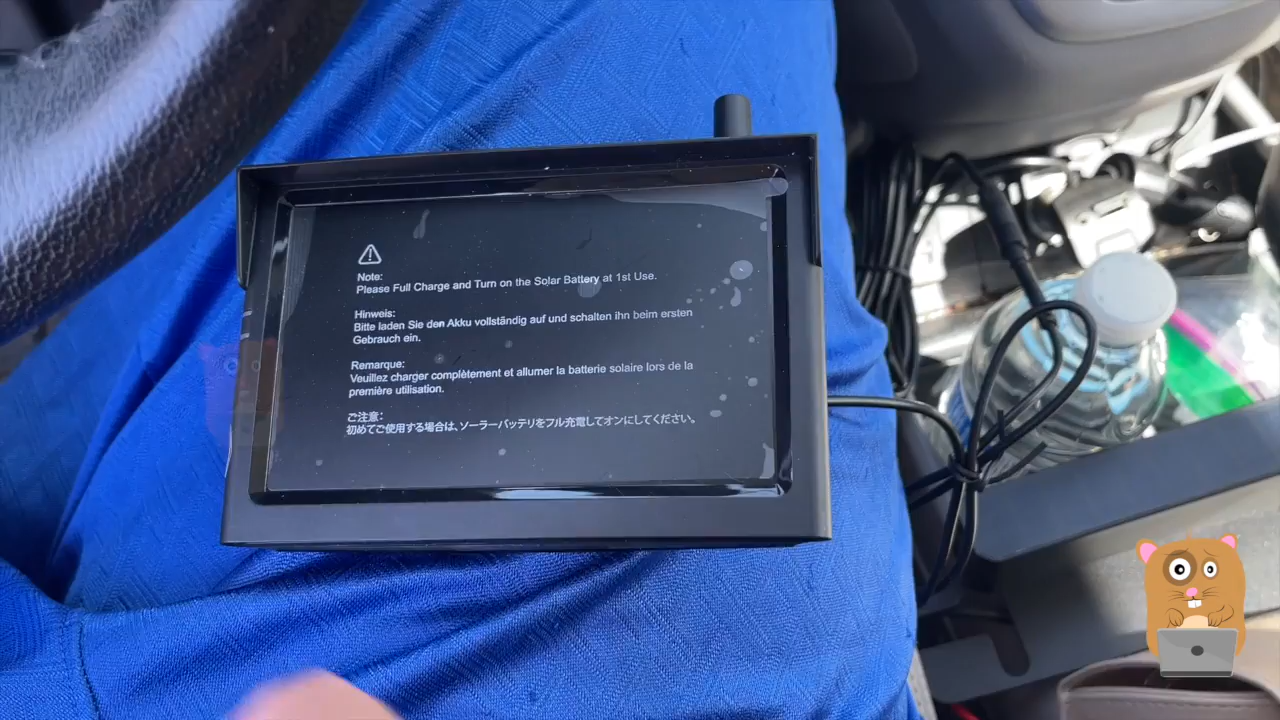 Note:
Please Full Charge and Turn on the Solar Battery at 1st Use.
Hinweis:
Bitte laden Sie den Akku vollständig auf und schalten ihn beim ersten
Gebrauch ein.
Remarque:
Veuillez charger complètement et allumer la batterie solaire lors de la
première utilisation.
ご注意：
初めてご使用する場合は、ソーラーバッテリをフル充電してオンにしてください。